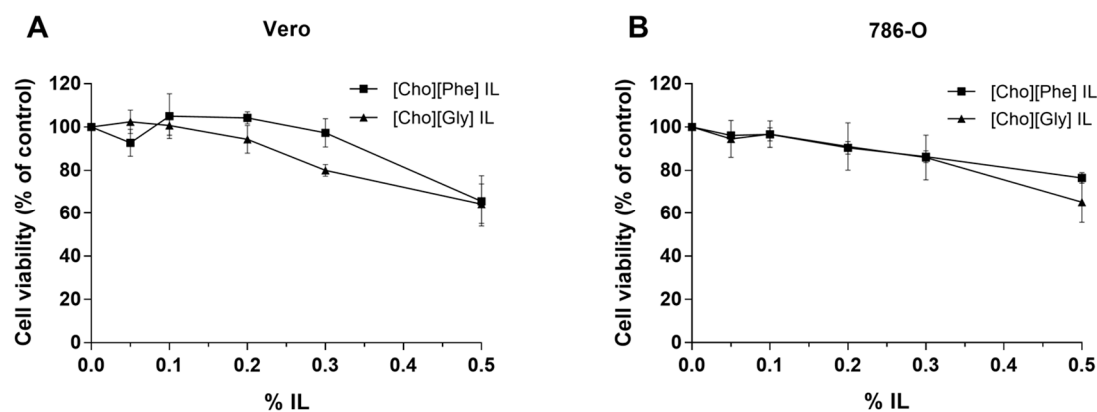 A
Vero
Cell viability (% of control)
120
100
80
60
40
20
0
0.0 0.1 0.2 0.3 0.4 0.5
% IL
[Cho][Phe] IL
[Cho][Gly] IL
B
786-O
Cell viability (% of control)
120
100
80
60
40
20
0
0.0 0.1 0.2 0.3 0.4 0.5
% IL
[Cho][Phe] IL
[Cho][Gly] IL